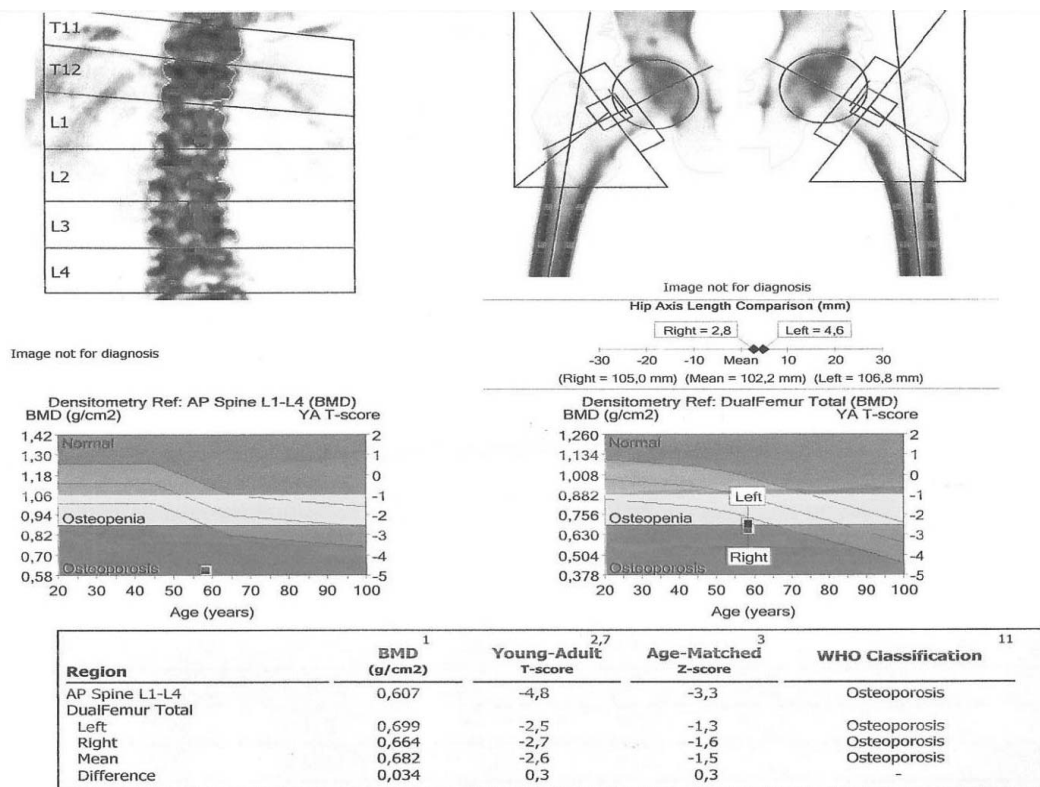 T11
T12
L1
L2
L3
L4
Image not for diagnosis
Image not for diagnosis
Hip Axis Length Comparison (mm)
Right = 2,8 Left = 4,6
-30 -20 -10 Mean 10 20 30
(Right = 105,0 mm) (Mean = 102,2 mm) (Left = 106,8 mm)
Densitometry Ref: AP Spine L1-L4 (BMD)
BMD (g/cm2) YA T-score
1,42 2
1,30 1
1,18 0
1,06 -1
0,94 -2
0,82 -3
0,70 -4
0,58 -5
Normal
Osteopenia
Osteoporosis
20 30 40 50 60 70 80 90 100
Age (years)
Densitometry Ref: DualFemur Total (BMD)
BMD (g/cm2) YA T-score
1,260 2
1,134 1
1,008 0
0,882 -1
0,756 -2
0,630 -3
0,504 -4
0,378 -5
Normal
Left
Osteopenia
Right
Osteoporosis
20 30 40 50 60 70 80 90 100
Age (years)
1 2,7 3 11
BMD Young-Adult Age-Matched WHO Classification
Region (g/cm2) T-score Z-score
AP Spine L1-L4 0,607 -4,8 -3,3 Osteoporosis
DualFemur Total
Left 0,699 -2,5 -1,3 Osteoporosis
Right 0,664 -2,7 -1,6 Osteoporosis
Mean 0,682 -2,6 -1,5 Osteoporosis
Difference 0,034 0,3 0,3 -